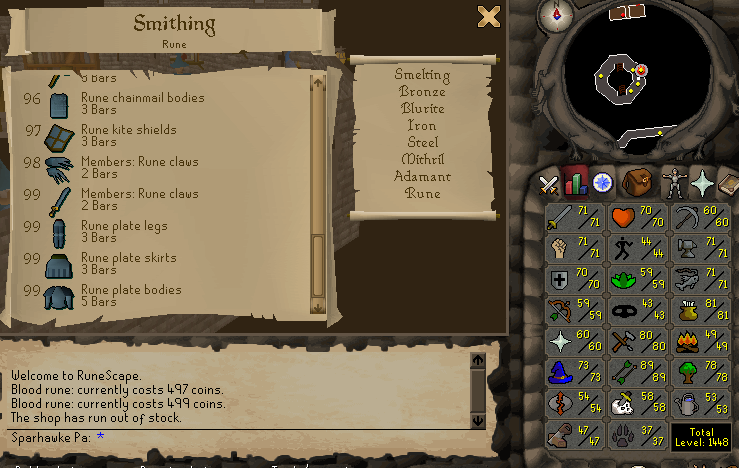 Smithing
Rune
3 Bars
96 Rune chainmail bodies
3 Bars
97 Rune kite shields
3 Bars
98 Members: Rune claws
2 Bars
99 Members: Rune claws
2 Bars
99 Rune plate legs
3 Bars
99 Rune plate skirts
3 Bars
99 Rune plate bodies
5 Bars
Smelting
Bronze
Blurite
Iron
Steel
Mithril
Adamant
Rune
71/71 70/70 60/60
71/71 44/44 71/71
70/70 59/59 71/71
59/59 43/43 81/81
60/60 80/80 49/49
73/73 89/89 78/78
54/54 58/58 53/53
47/47 37/37 Total Level: 1448
Welcome to RuneScape.
Blood rune: currently costs 497 coins.
Blood rune: currently costs 499 coins.
The shop has run out of stock.
Sparhawke Pa: *